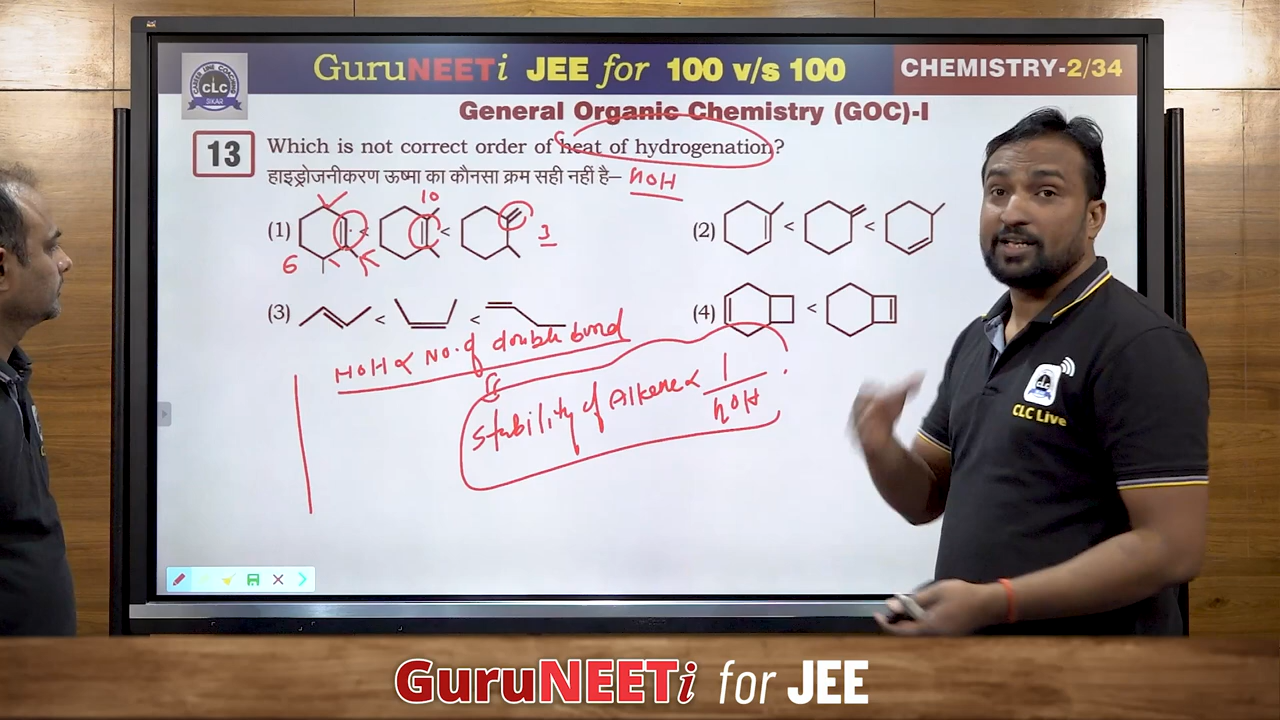 GuruNEETi JEE for 100 v/s 100
CHEMISTRY-2/34
CLC
SIKAR
General Organic Chemistry (GOC)-I
13
Which is not correct order of heat of hydrogenation?
हाइड्रोजनीकरण ऊष्मा का कौनसा क्रम सही नहीं है– HOH
10
(1) < < 3
6
(2) < <
(3) < <
(4) <
HOH ∝ No. of double bond
Stability of Alkene ∝ 1/HOH
CLC
CLC Live
GuruNEETi for JEE